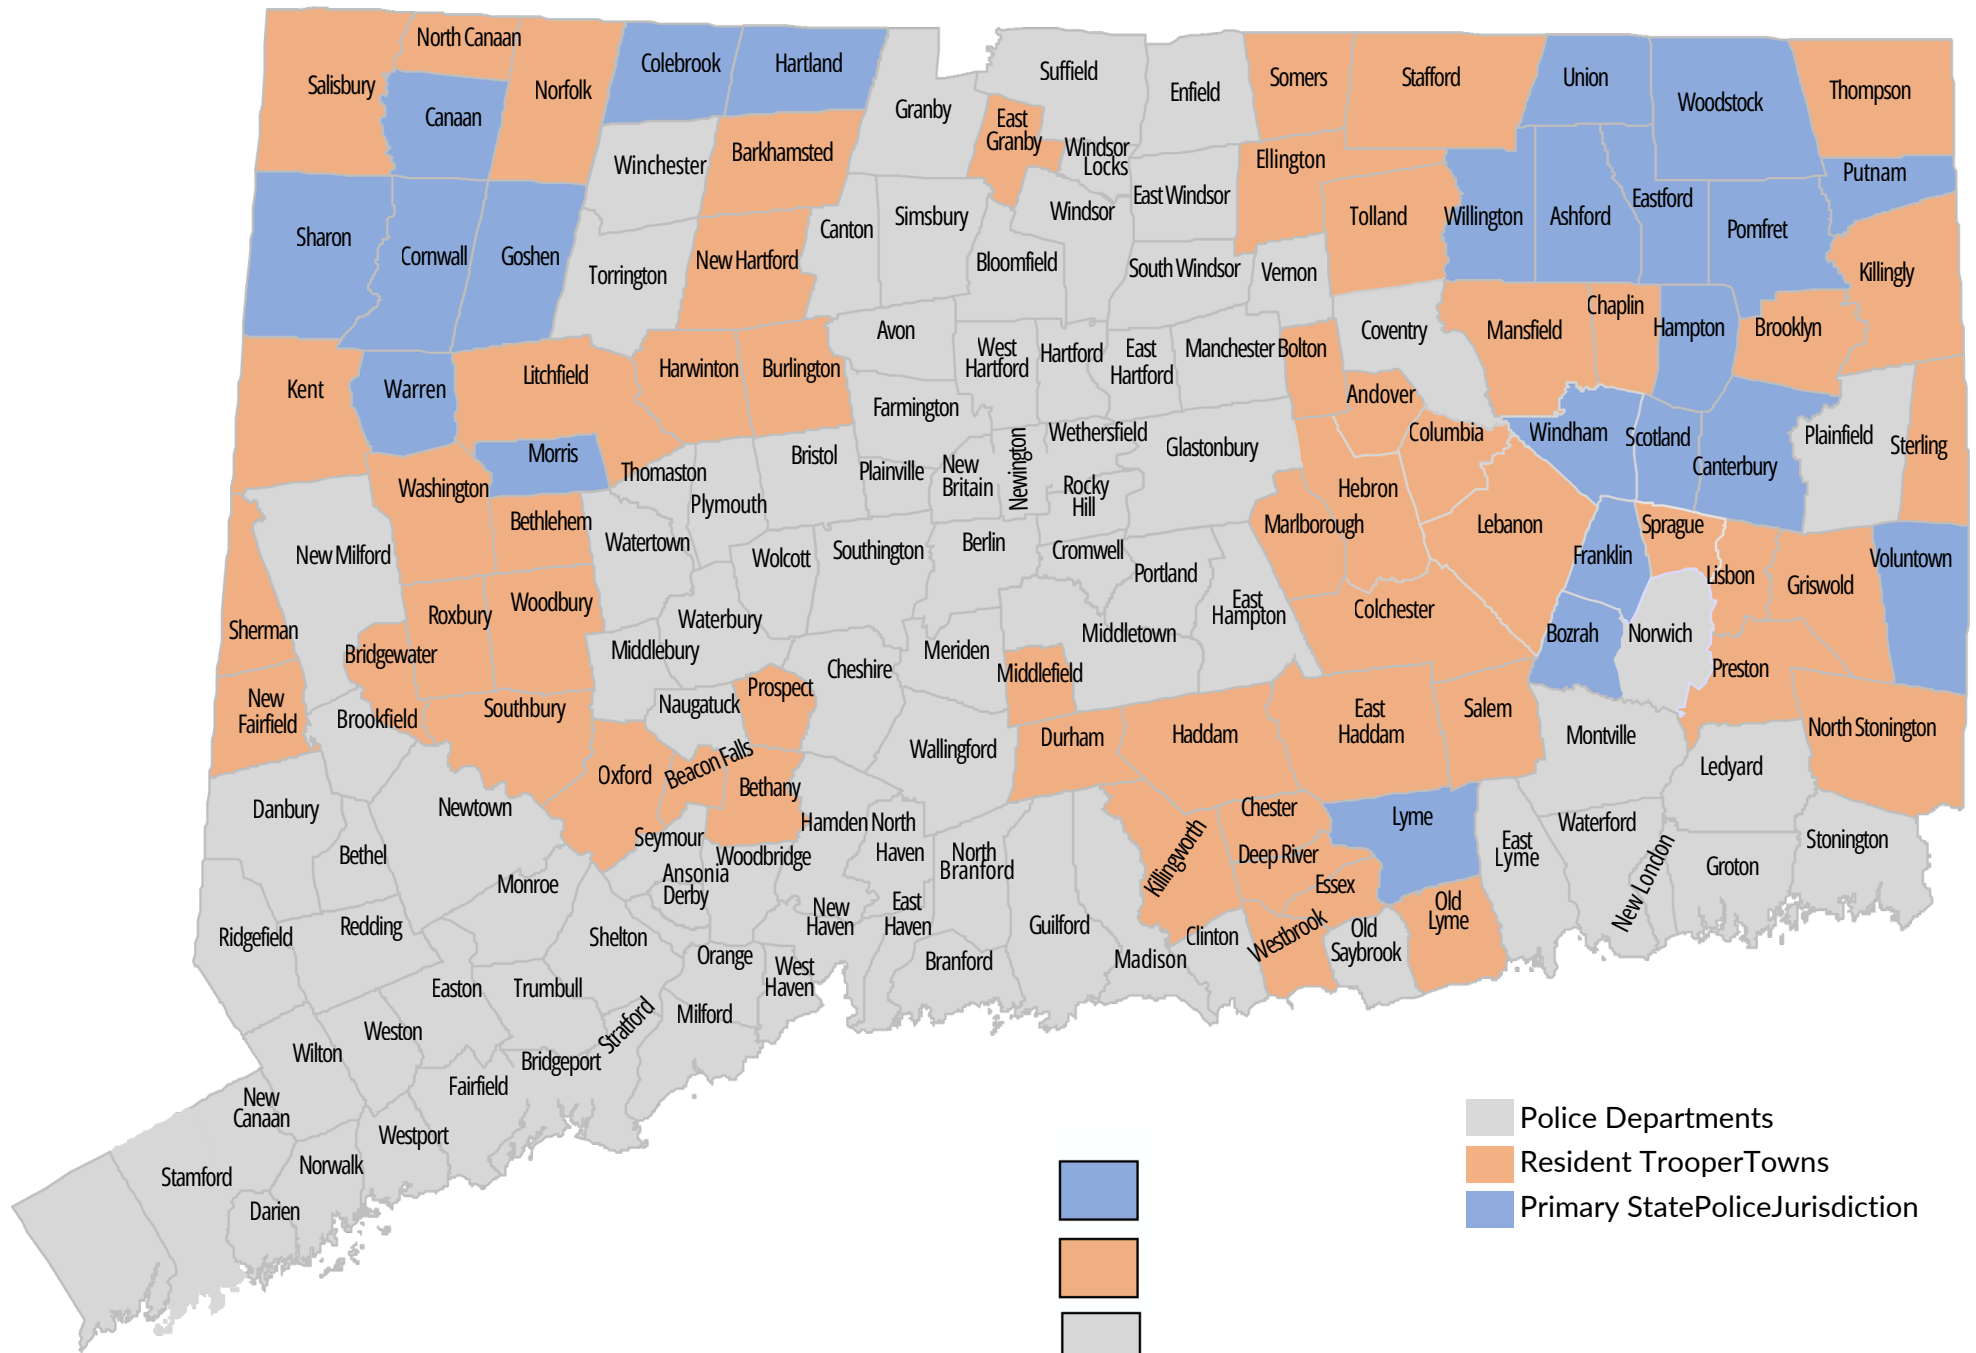 North Canaan
Salisbury
Norfolk
Canaan
Colebrook
Hartland
Granby
Suffield
East
Granby
Windsor
Locks
Enfield
Somers
Stafford
Union
Woodstock
Thompson
Putnam
Winchester
Barkhamsted
Simsbury
Windsor
East Windsor
Ellington
Tolland
Willington
Ashford
Eastford
Pomfret
Killingly
Sharon
Cornwall
Goshen
Torrington
New Hartford
Canton
Bloomfield
South Windsor
Vernon
Coventry
Mansfield
Chaplin
Hampton
Brooklyn
Avon
West
Hartford
Hartford
East
Hartford
Manchester
Bolton
Andover
Columbia
Windham
Scotland
Canterbury
Plainfield
Sterling
Kent
Warren
Litchfield
Harwinton
Burlington
Farmington
Newington
Wethersfield
Glastonbury
Morris
Thomaston
Bristol
Plainville
New
Britain
Rocky
Hill
Hebron
Marlborough
Lebanon
Sprague
Franklin
Lisbon
Griswold
Voluntown
Washington
Bethlehem
Plymouth
Watertown
Wolcott
Southington
Berlin
Cromwell
Portland
New Milford
Roxbury
Woodbury
Waterbury
East
Hampton
Colchester
Bozrah
Norwich
Preston
Sherman
Bridgewater
Middlebury
Cheshire
Meriden
Middletown
Middlefield
New
Fairfield
Brookfield
Southbury
Naugatuck
Prospect
Wallingford
Durham
Haddam
East
Haddam
Salem
Montville
Ledyard
North Stonington
Oxford
Beacon Falls
Bethany
Danbury
Newtown
Seymour
Hamden
North
Haven
North
Branford
Killingworth
Chester
Deep River
Essex
Lyme
East
Lyme
Waterford
New London
Groton
Stonington
Bethel
Monroe
Ansonia
Derby
Woodbridge
New
Haven
East
Haven
Branford
Guilford
Madison
Clinton
Westbrook
Old
Saybrook
Old
Lyme
Ridgefield
Redding
Shelton
Orange
West
Haven
Easton
Trumbull
Stratford
Milford
Weston
Wilton
Bridgeport
Fairfield
New
Canaan
Westport
Norwalk
Stamford
Darien
Police Departments
Resident TrooperTowns
Primary StatePoliceJurisdiction